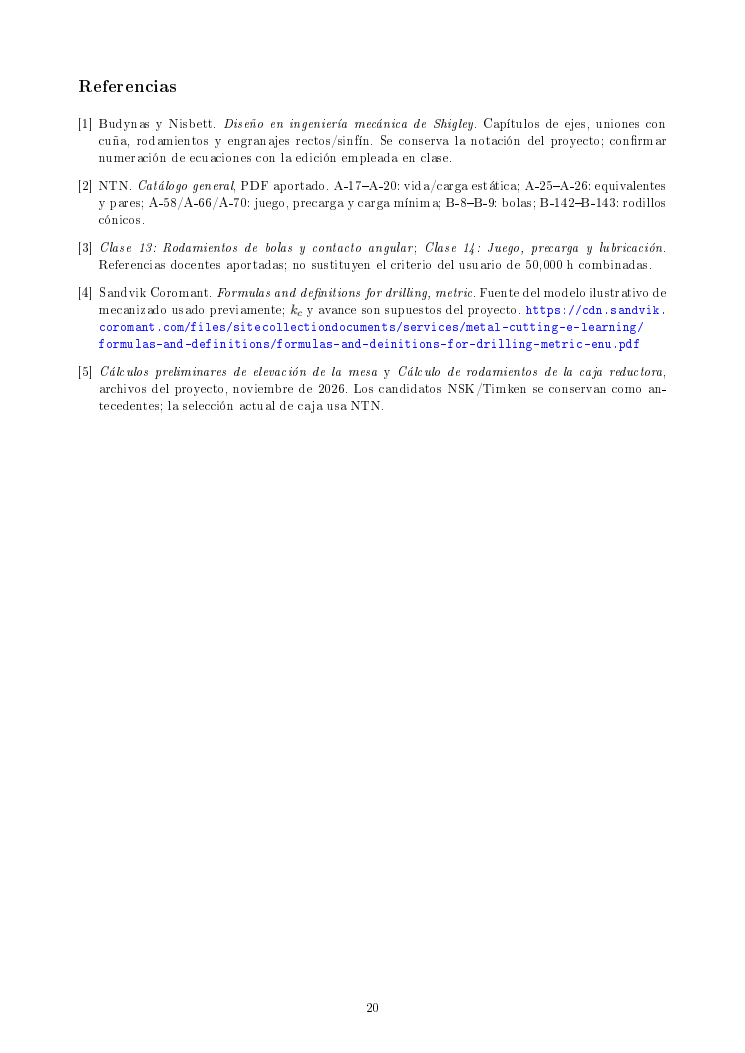 Referencias
[1] Budynas y Nisbett. Diseño en ingeniería mecánica de Shigley. Capítulos de ejes, uniones con
cuña, rodamientos y engranajes rectos/sinfín. Se conserva la notación del proyecto; confirmar
numeración de ecuaciones con la edición empleada en clase.
[2] NTN. Catálogo general, PDF aportado. A-17–A-20: vida/carga estática; A-25–A-26: equivalentes
y pares; A-58/A-66/A-70: juego, precarga y carga mínima; B-8–B-9: bolas; B-142–B-143: rodillos
cónicos.
[3] Clase 13: Rodamientos de bolas y contacto angular; Clase 14: Juego, precarga y lubricación.
Referencias docentes aportadas; no sustituyen el criterio del usuario de 50,000 h combinadas.
[4] Sandvik Coromant. Formulas and definitions for drilling, metric. Fuente del modelo ilustrativo de
mecanizado usado previamente; kc y avance son supuestos del proyecto. https://cdn.sandvik.
coromant.com/files/sitecollectiondocuments/services/metal-cutting-e-learning/
formulas-and-definitions/formulas-and-deinitions-for-drilling-metric-enu.pdf
[5] Cálculos preliminares de elevación de la mesa y Cálculo de rodamientos de la caja reductora,
archivos del proyecto, noviembre de 2026. Los candidatos NSK/Timken se conservan como an-
tecedentes; la selección actual de caja usa NTN.
20